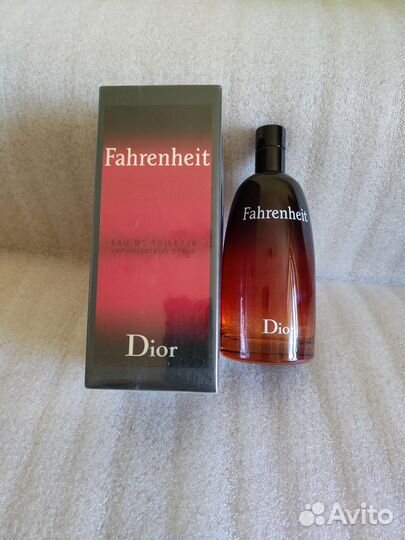 Fahrenheit
EAU DE TOILETTE
VAPORISATEUR SPRAY
Dior
Fahrenheit
Dior
Avito